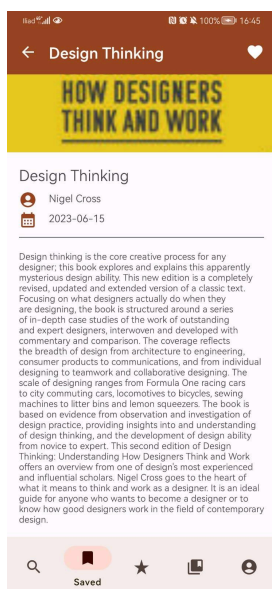 Iliad 100% 16:45
Design Thinking
HOW DESIGNERS
THINK AND WORK
Design Thinking
Nigel Cross
2023-06-15
Design thinking is the core creative process for any
designer; this book explores and explains this apparently
mysterious design ability. This new edition is a completely
revised, updated and extended version of a classic text.
Focusing on what designers actually do when they
are designing, the book is structured around a series
of in-depth case studies of the work of outstanding
and expert designers, interwoven and developed with
commentary and comparison. The coverage reflects
the breadth of design from architecture to engineering,
consumer products to communications, and from individual
designing to teamwork and collaborative designing. The
scale of designing ranges from Formula One racing cars
to city commuting cars, locomotives to bicycles, sewing
machines to litter bins and lemon squeezers. The book is
based on evidence from observation and investigation of
design practice, providing insights into and understanding
of design thinking, and the development of design ability
from novice to expert. This second edition of Design
Thinking: Understanding How Designers Think and Work
offers an overview from one of design's most experienced
and influential scholars. Nigel Cross goes to the heart of
what it means to think and work as a designer. It is an ideal
guide for anyone who wants to become a designer or to
know how good designers work in the field of contemporary
design.
Saved